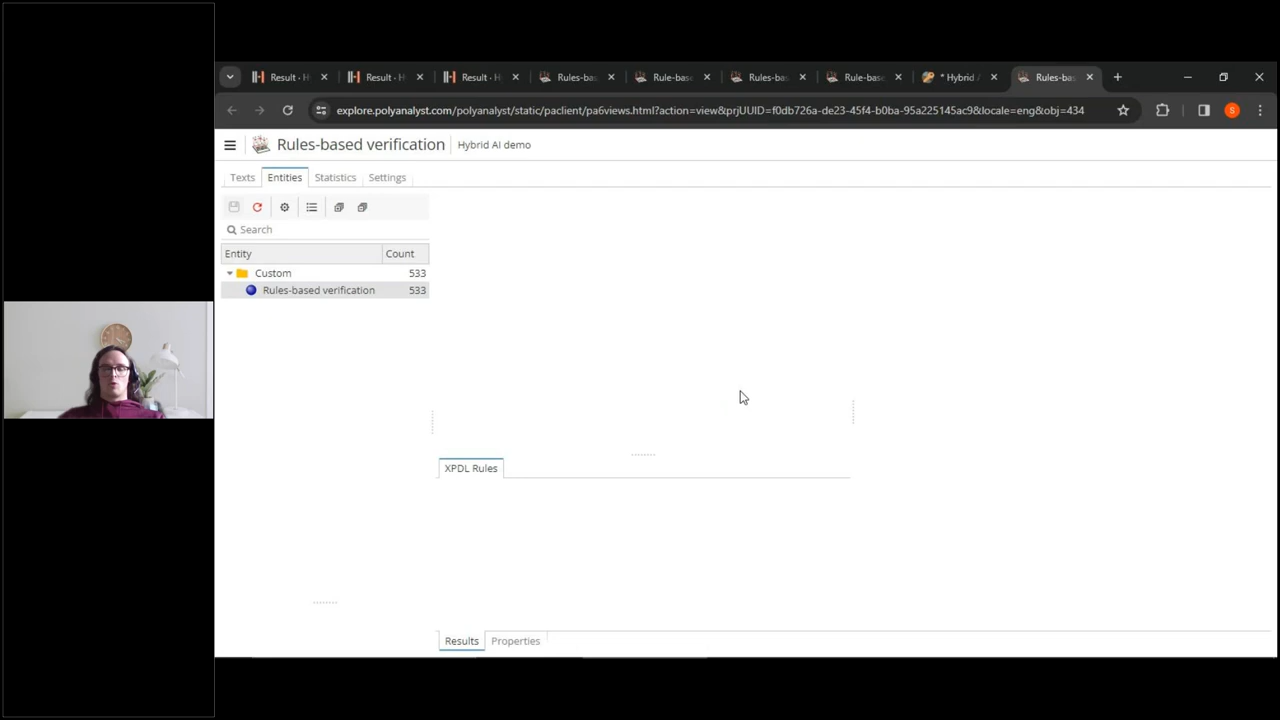 Result · H
Result · H
Result · H
Rules-bas
Rule-base
Rules-bas
Rule-base
* Hybrid
Rules-bas
explore.polyanalyst.com/polyanalyst/static/paclient/pa6views.html?action=view&prjUUID=f0db726a-de23-45f4-b0ba-95a225145ac9&locale=eng&obj=434
S
Rules-based verification
Hybrid AI demo
Texts Entities Statistics Settings
Search
Entity Count
Custom 533
Rules-based verification 533
XPDL Rules
Results Properties